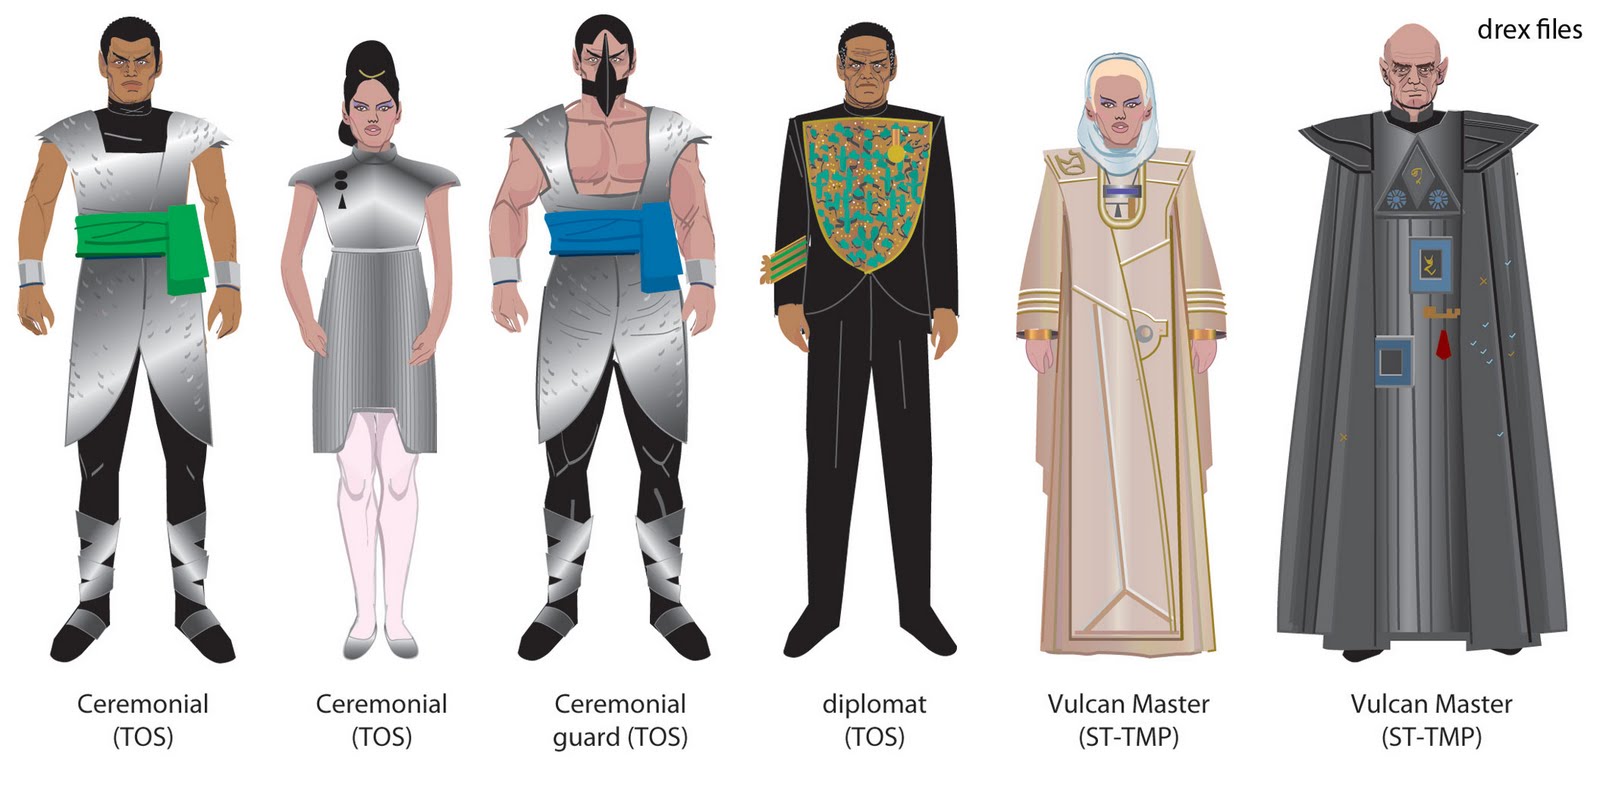 drex files
Ceremonial
(TOS)
Ceremonial
(TOS)
Ceremonial
guard (TOS)
diplomat
(TOS)
Vulcan Master
(ST-TMP)
Vulcan Master
(ST-TMP)